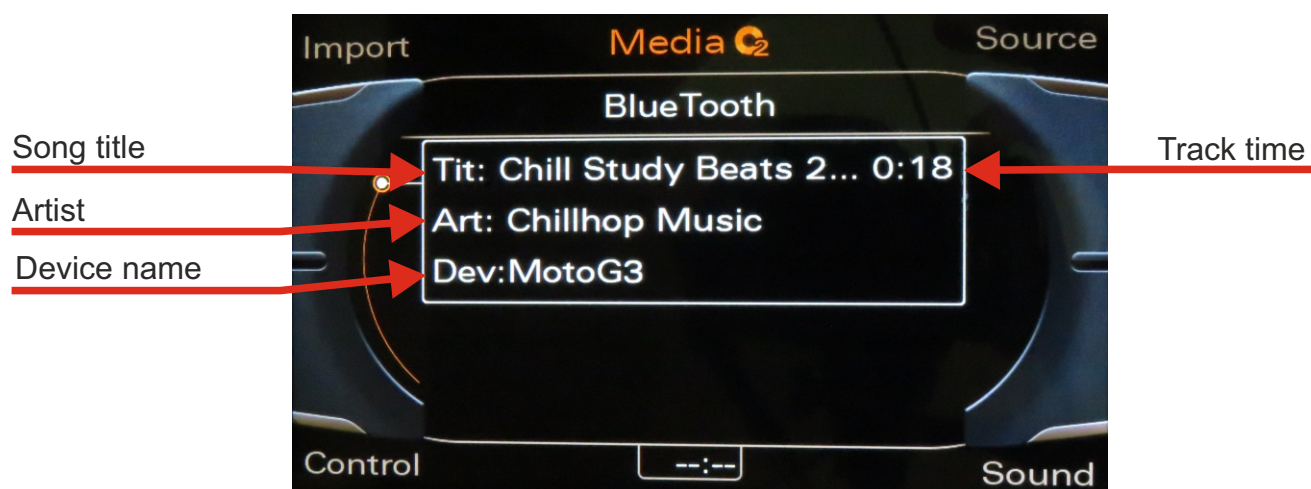 Import
Media 2
Source
BlueTooth
Song title
Tit: Chill Study Beats 2... 0:18
Track time
Artist
Art: Chillhop Music
Device name
Dev:MotoG3
Control
--:--
Sound